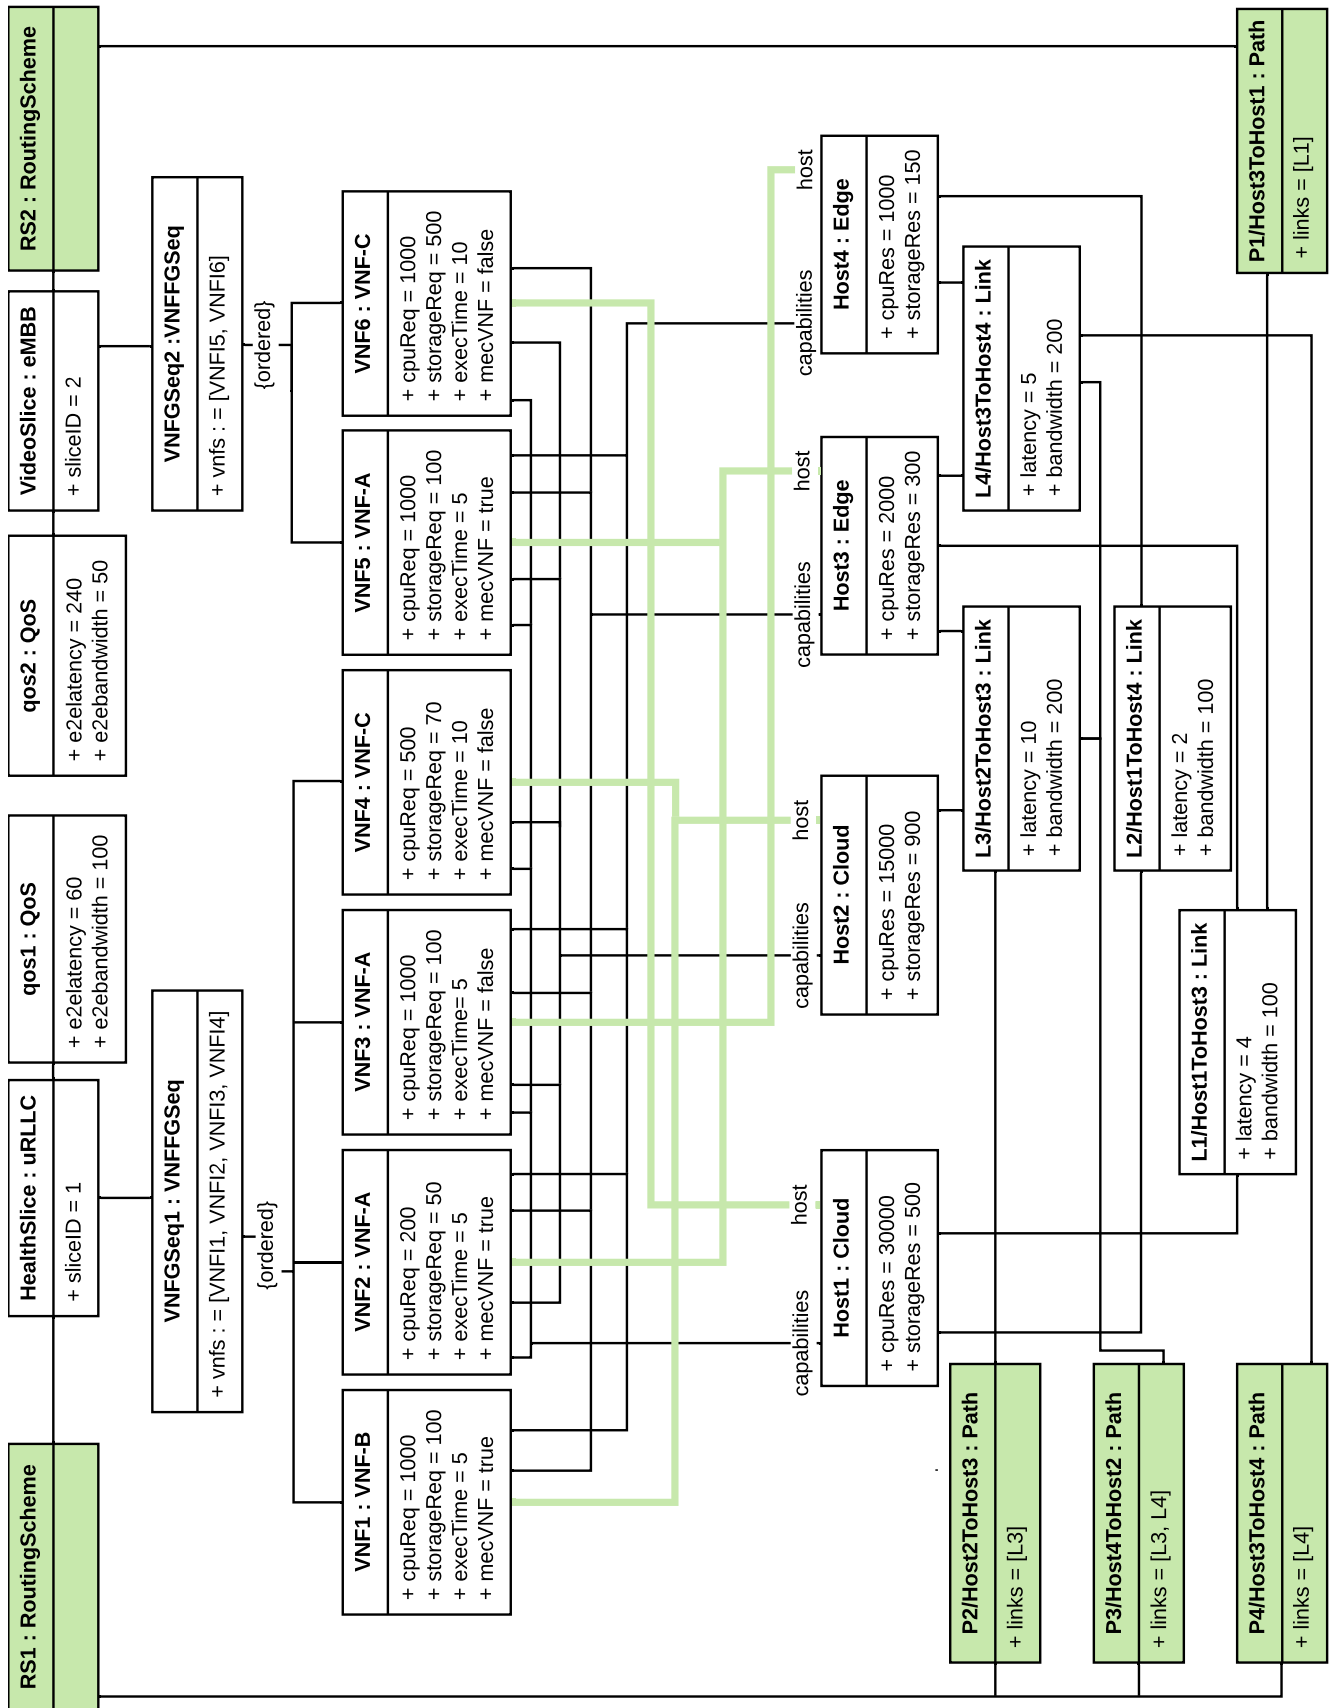 RS1 : RoutingScheme
HealthSlice : uRLLC
+ sliceID = 1
qos1 : QoS
+ e2elatency = 60
+ e2ebandwidth = 100
qos2 : QoS
+ e2elatency = 240
+ e2ebandwidth = 50
VideoSlice : eMBB
+ sliceID = 2
RS2 : RoutingScheme
VNFGSeq1 : VNFFGSeq
+ vnfs : = [VNFI1, VNFI2, VNFI3, VNFI4]
VNFGSeq2 :VNFFGSeq
+ vnfs : = [VNFI5, VNFI6]
{ordered}
{ordered}
VNF1 : VNF-B
+ cpuReq = 1000
+ storageReq = 100
+ execTime = 5
+ mecVNF = true
VNF2 : VNF-A
+ cpuReq = 200
+ storageReq = 50
+ execTime = 5
+ mecVNF = true
VNF3 : VNF-A
+ cpuReq = 1000
+ storageReq = 100
+ execTime= 5
+ mecVNF = false
VNF4 : VNF-C
+ cpuReq = 500
+ storageReq = 70
+ execTime = 10
+ mecVNF = false
VNF5 : VNF-A
+ cpuReq = 1000
+ storageReq = 100
+ execTime = 5
+ mecVNF = true
VNF6 : VNF-C
+ cpuReq = 1000
+ storageReq = 500
+ execTime = 10
+ mecVNF = false
capabilities
host
capabilities
host
capabilities
host
capabilities
host
Host1 : Cloud
+ cpuRes = 30000
+ storageRes = 500
Host2 : Cloud
+ cpuRes = 15000
+ storageRes = 900
Host3 : Edge
+ cpuRes = 2000
+ storageRes = 300
Host4 : Edge
+ cpuRes = 1000
+ storageRes = 150
P2/Host2ToHost3 : Path
+ links = [L3]
L3/Host2ToHost3 : Link
+ latency = 10
+ bandwidth = 200
L4/Host3ToHost4 : Link
+ latency = 5
+ bandwidth = 200
P3/Host4ToHost2 : Path
+ links = [L3, L4]
L2/Host1ToHost4 : Link
+ latency = 2
+ bandwidth = 100
L1/Host1ToHost3 : Link
+ latency = 4
+ bandwidth = 100
P4/Host3ToHost4 : Path
+ links = [L4]
P1/Host3ToHost1 : Path
+ links = [L1]